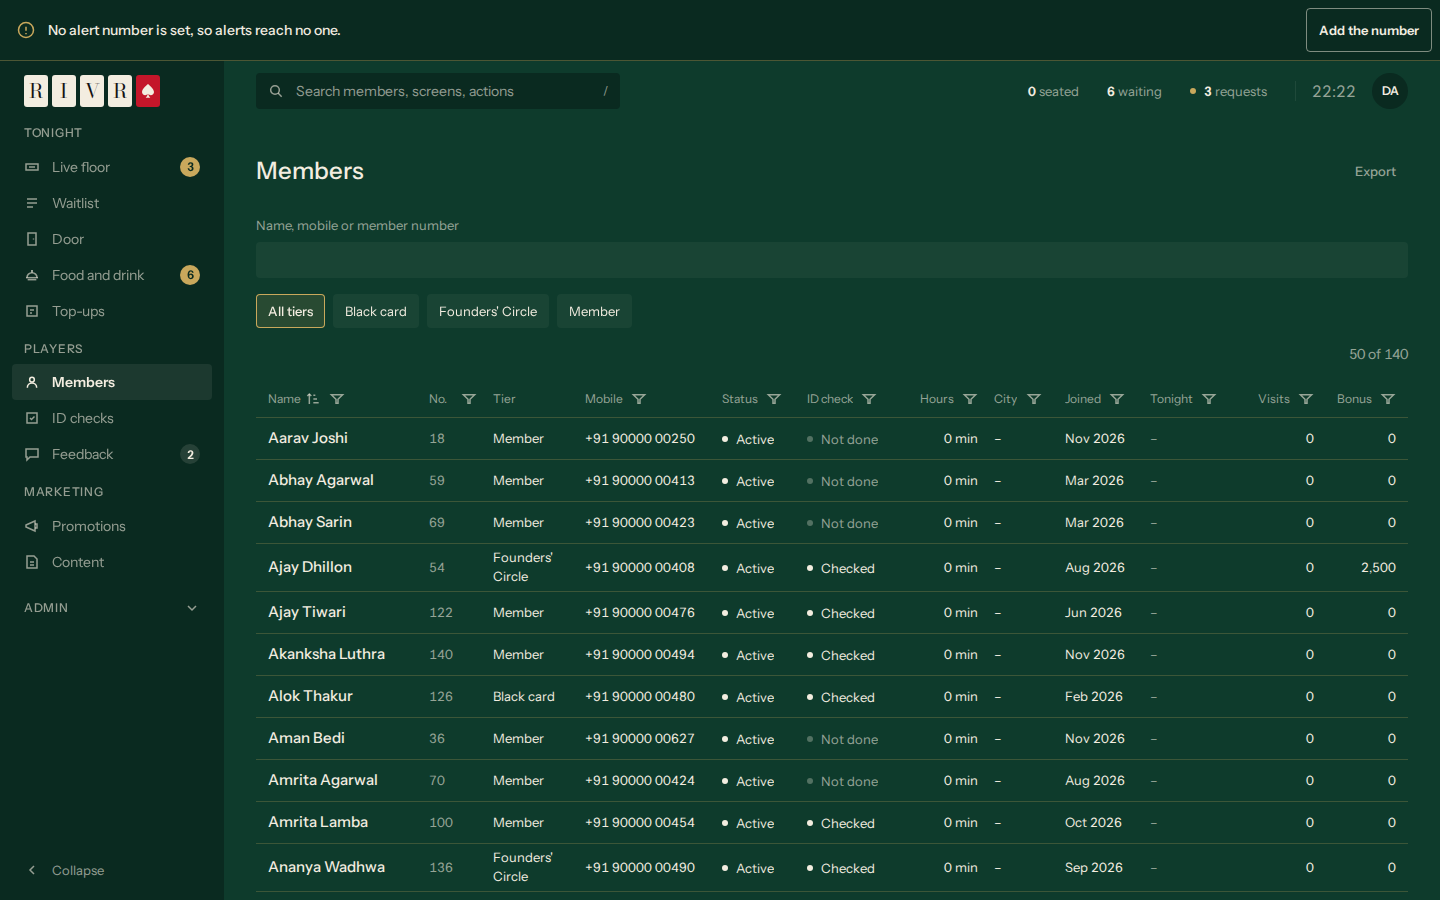 No alert number is set, so alerts reach no one.
Add the number
R I V R
Search members, screens, actions /
0 seated
6 waiting
3 requests
22:22
DA
TONIGHT
Live floor 3
Waitlist
Door
Food and drink 6
Top-ups
PLAYERS
Members
ID checks
Feedback 2
MARKETING
Promotions
Content
ADMIN
Collapse
Members
Export
Name, mobile or member number
All tiers
Black card
Founders' Circle
Member
50 of 140
Name No. Tier Mobile Status ID check Hours City Joined Tonight Visits Bonus
Aarav Joshi 18 Member +91 90000 00250 Active Not done 0 min – Nov 2026 – 0 0
Abhay Agarwal 59 Member +91 90000 00413 Active Not done 0 min – Mar 2026 – 0 0
Abhay Sarin 69 Member +91 90000 00423 Active Not done 0 min – Mar 2026 – 0 0
Ajay Dhillon 54 Founders' Circle +91 90000 00408 Active Checked 0 min – Aug 2026 – 0 2,500
Ajay Tiwari 122 Member +91 90000 00476 Active Checked 0 min – Jun 2026 – 0 0
Akanksha Luthra 140 Member +91 90000 00494 Active Checked 0 min – Nov 2026 – 0 0
Alok Thakur 126 Black card +91 90000 00480 Active Checked 0 min – Feb 2026 – 0 0
Aman Bedi 36 Member +91 90000 00627 Active Not done 0 min – Nov 2026 – 0 0
Amrita Agarwal 70 Member +91 90000 00424 Active Not done 0 min – Aug 2026 – 0 0
Amrita Lamba 100 Member +91 90000 00454 Active Checked 0 min – Oct 2026 – 0 0
Ananya Wadhwa 136 Founders' Circle +91 90000 00490 Active Checked 0 min – Sep 2026 – 0 0